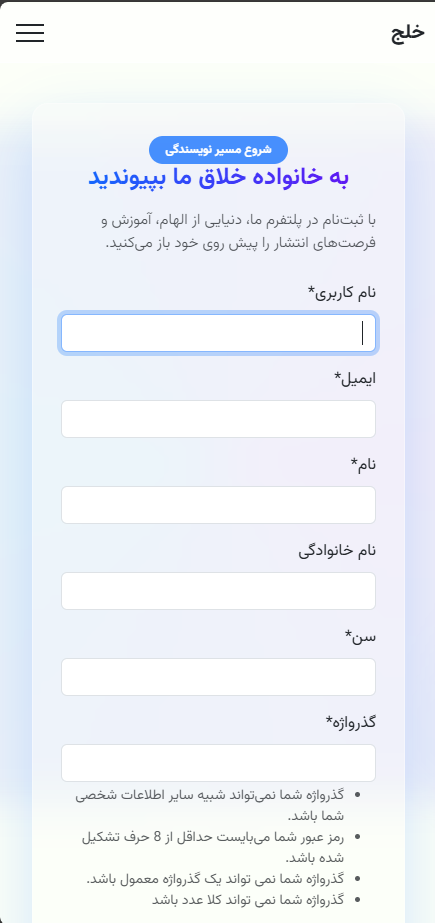 خلج
شروع مسیر نویسندگی
به خانواده خلاق ما بپیوندید
با ثبت‌نام در پلتفرم ما، دنیایی از الهام، آموزش و
فرصت‌های انتشار را پیش روی خود باز می‌کنید.
نام کاربری*
ایمیل*
نام*
نام خانوادگی
سن*
گذرواژه*
گذرواژه شما نمی‌تواند شبیه سایر اطلاعات شخصی
شما باشد.
رمز عبور شما می‌بایست حداقل از 8 حرف تشکیل
شده باشد.
گذرواژه شما نمی تواند یک گذرواژه معمول باشد.
گذرواژه شما نمی تواند کلا عدد باشد